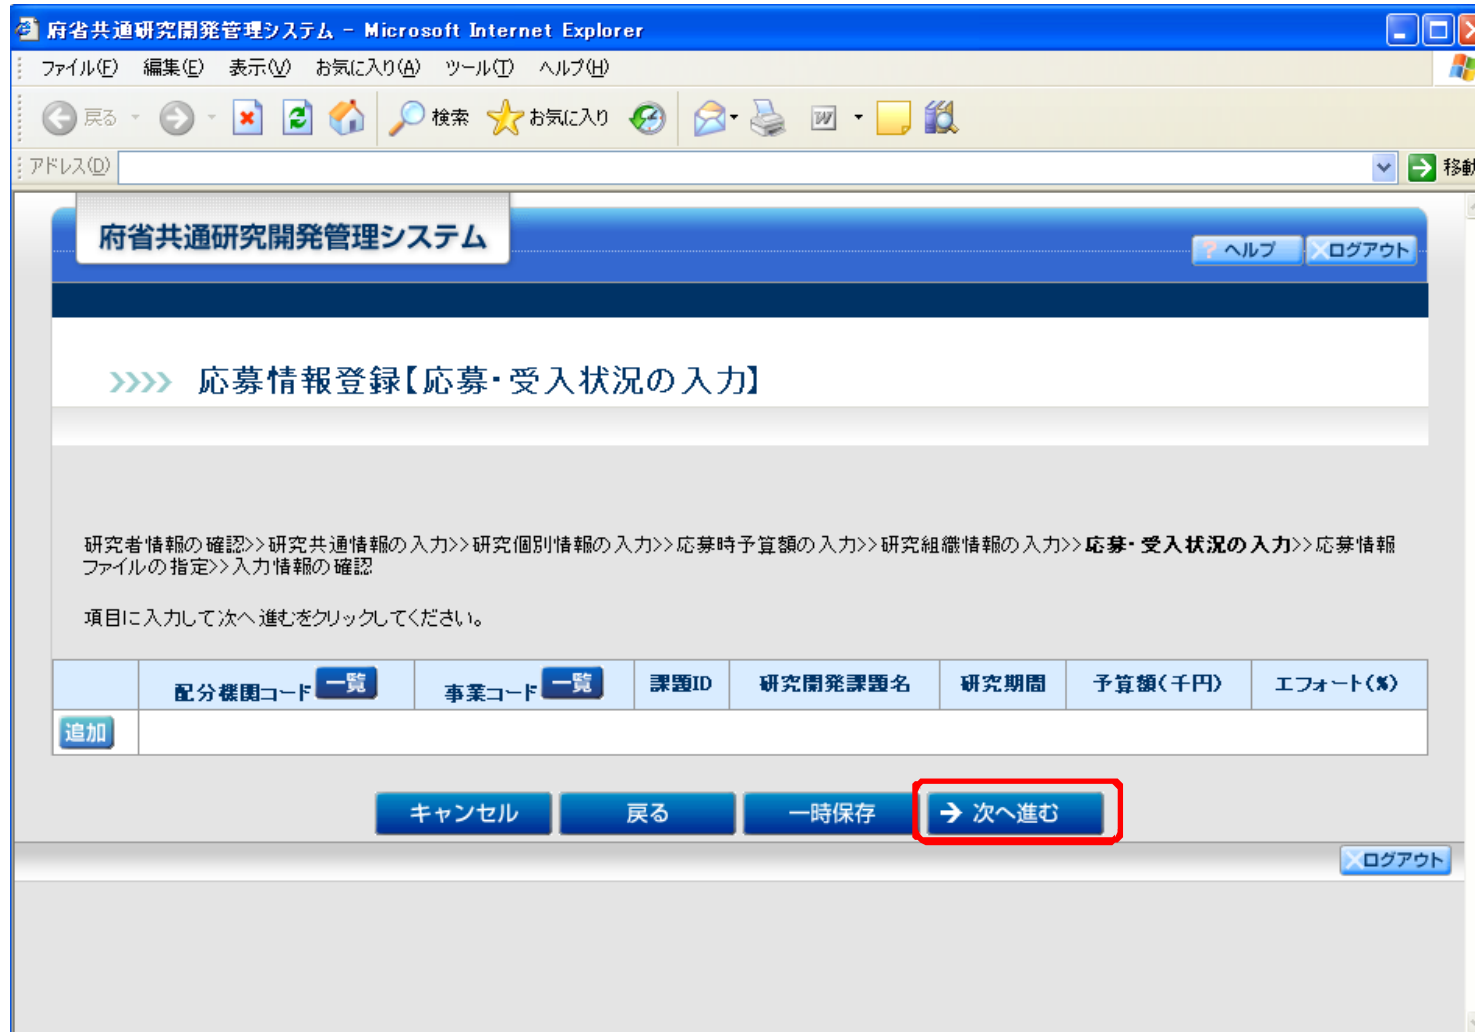 府省共通研究開発管理システム - Microsoft Internet Explorer
ファイル(F) 編集(E) 表示(V) お気に入り(A) ツール(T) ヘルプ(H)
戻る 検索 お気に入り
アドレス(D) 移動
府省共通研究開発管理システム
? ヘルプ ×ログアウト
>>>> 応募情報登録【応募・受入状況の入力】
研究者情報の確認>>研究共通情報の入力>>研究個別情報の入力>>応募時予算額の入力>>研究組織情報の入力>>応募・受入状況の入力>>応募情報
ファイルの指定>>入力情報の確認
項目に入力して次へ進むをクリックしてください。
配分機関コード 一覧 事業コード 一覧 課題ID 研究開発課題名 研究期間 予算額(千円) エフォート(%)
追加
キャンセル 戻る 一時保存 → 次へ進む
×ログアウト